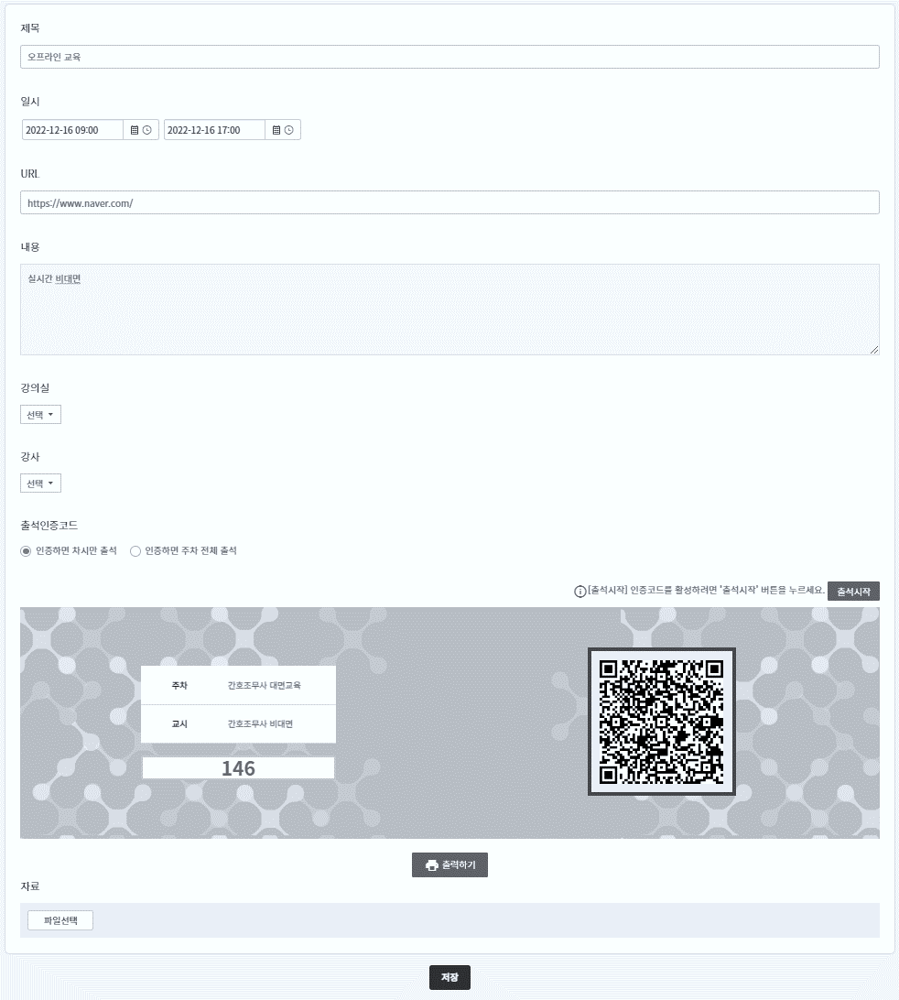 제목
오프라인 교육
일시
2022-12-16 09:00 2022-12-16 17:00
URL
https://www.naver.com/
내용
실시간 비대면
강의실
선택
강사
선택
출석인증코드
인증하면 차시만 출석 인증하면 주차 전체 출석
[출석시작] 인증코드를 활성하려면 '출석시작' 버튼을 누르세요. 출석시작
주차 간호조무사 대면교육
교시 간호조무사 비대면
146
출력하기
자료
파일선택
저장